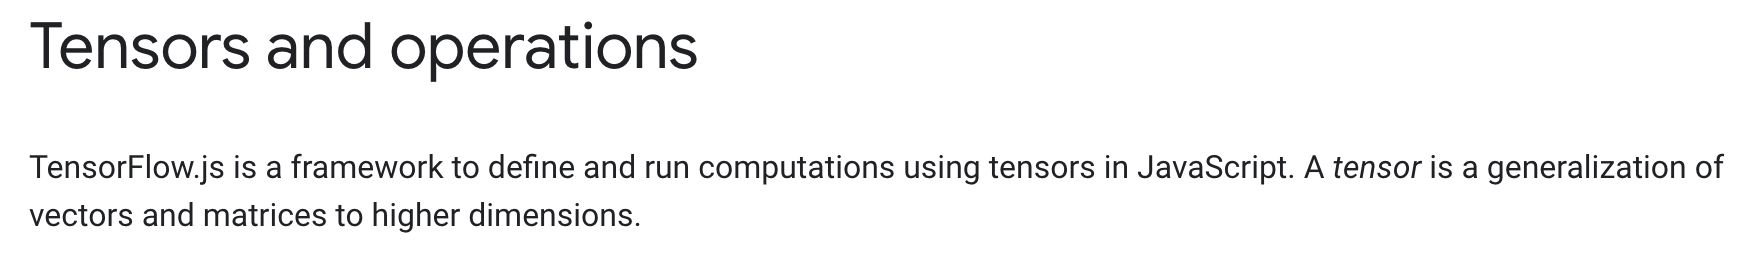 Tensors and operations
TensorFlow.js is a framework to define and run computations using tensors in JavaScript. A tensor is a generalization of
vectors and matrices to higher dimensions.